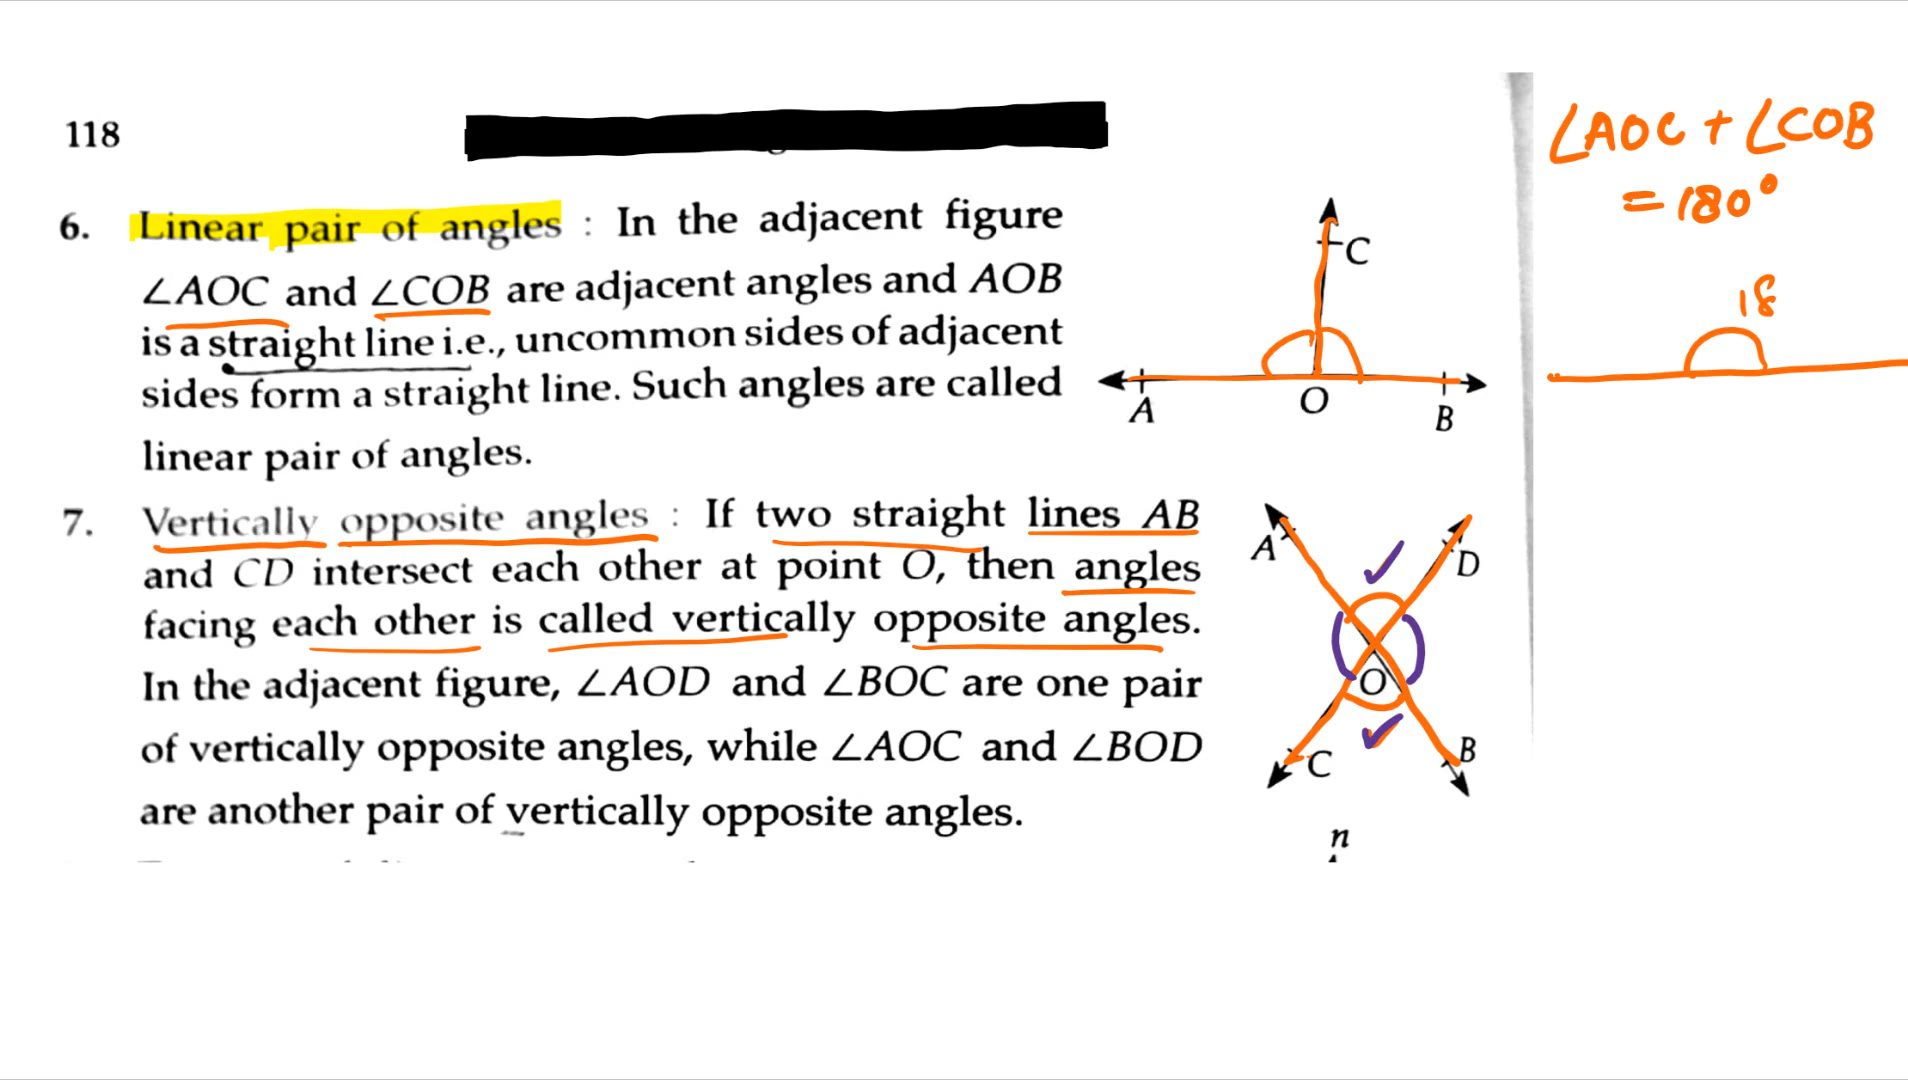 118
6. Linear pair of angles : In the adjacent figure
∠AOC and ∠COB are adjacent angles and AOB
is a straight line i.e., uncommon sides of adjacent
sides form a straight line. Such angles are called
linear pair of angles.
C
A
O
B
∠AOC + ∠COB
= 180°
18
7. Vertically opposite angles : If two straight lines AB
and CD intersect each other at point O, then angles
facing each other is called vertically opposite angles.
In the adjacent figure, ∠AOD and ∠BOC are one pair
of vertically opposite angles, while ∠AOC and ∠BOD
are another pair of vertically opposite angles.
A
D
O
C
B
n